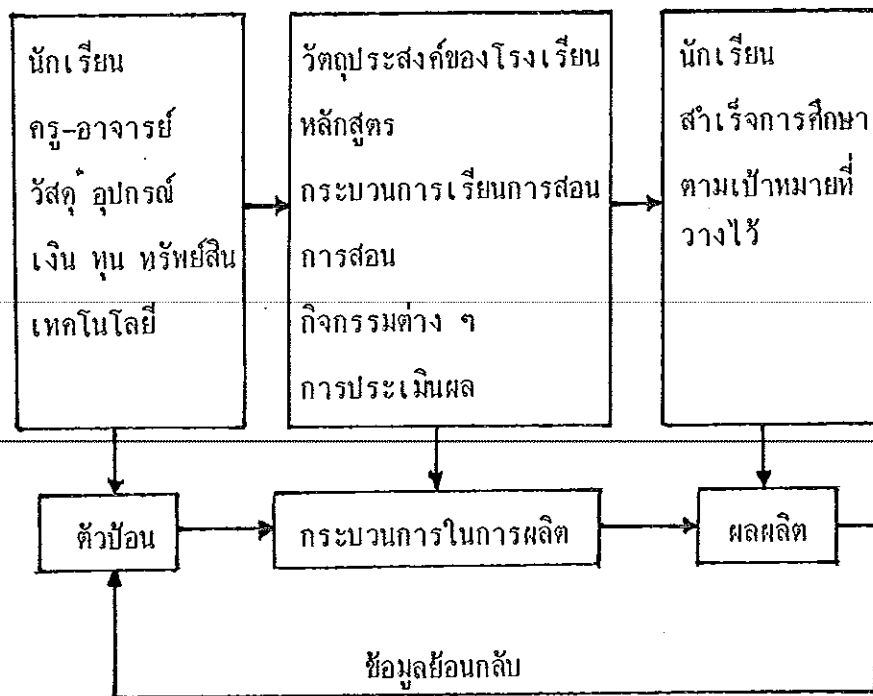 นักเรียน
ครู-อาจารย์
วัสดุ อุปกรณ์
เงิน ทุน ทรัพย์สิน
เทคโนโลยี
วัตถุประสงค์ของโรงเรียน
หลักสูตร
กระบวนการเรียนการสอน
การสอน
กิจกรรมต่าง ๆ
การประเมินผล
นักเรียน
สำเร็จการศึกษา
ตามเป้าหมายที่
วางไว้
ตัวป้อน
กระบวนการในการผลิต
ผลผลิต
ข้อมูลย้อนกลับ